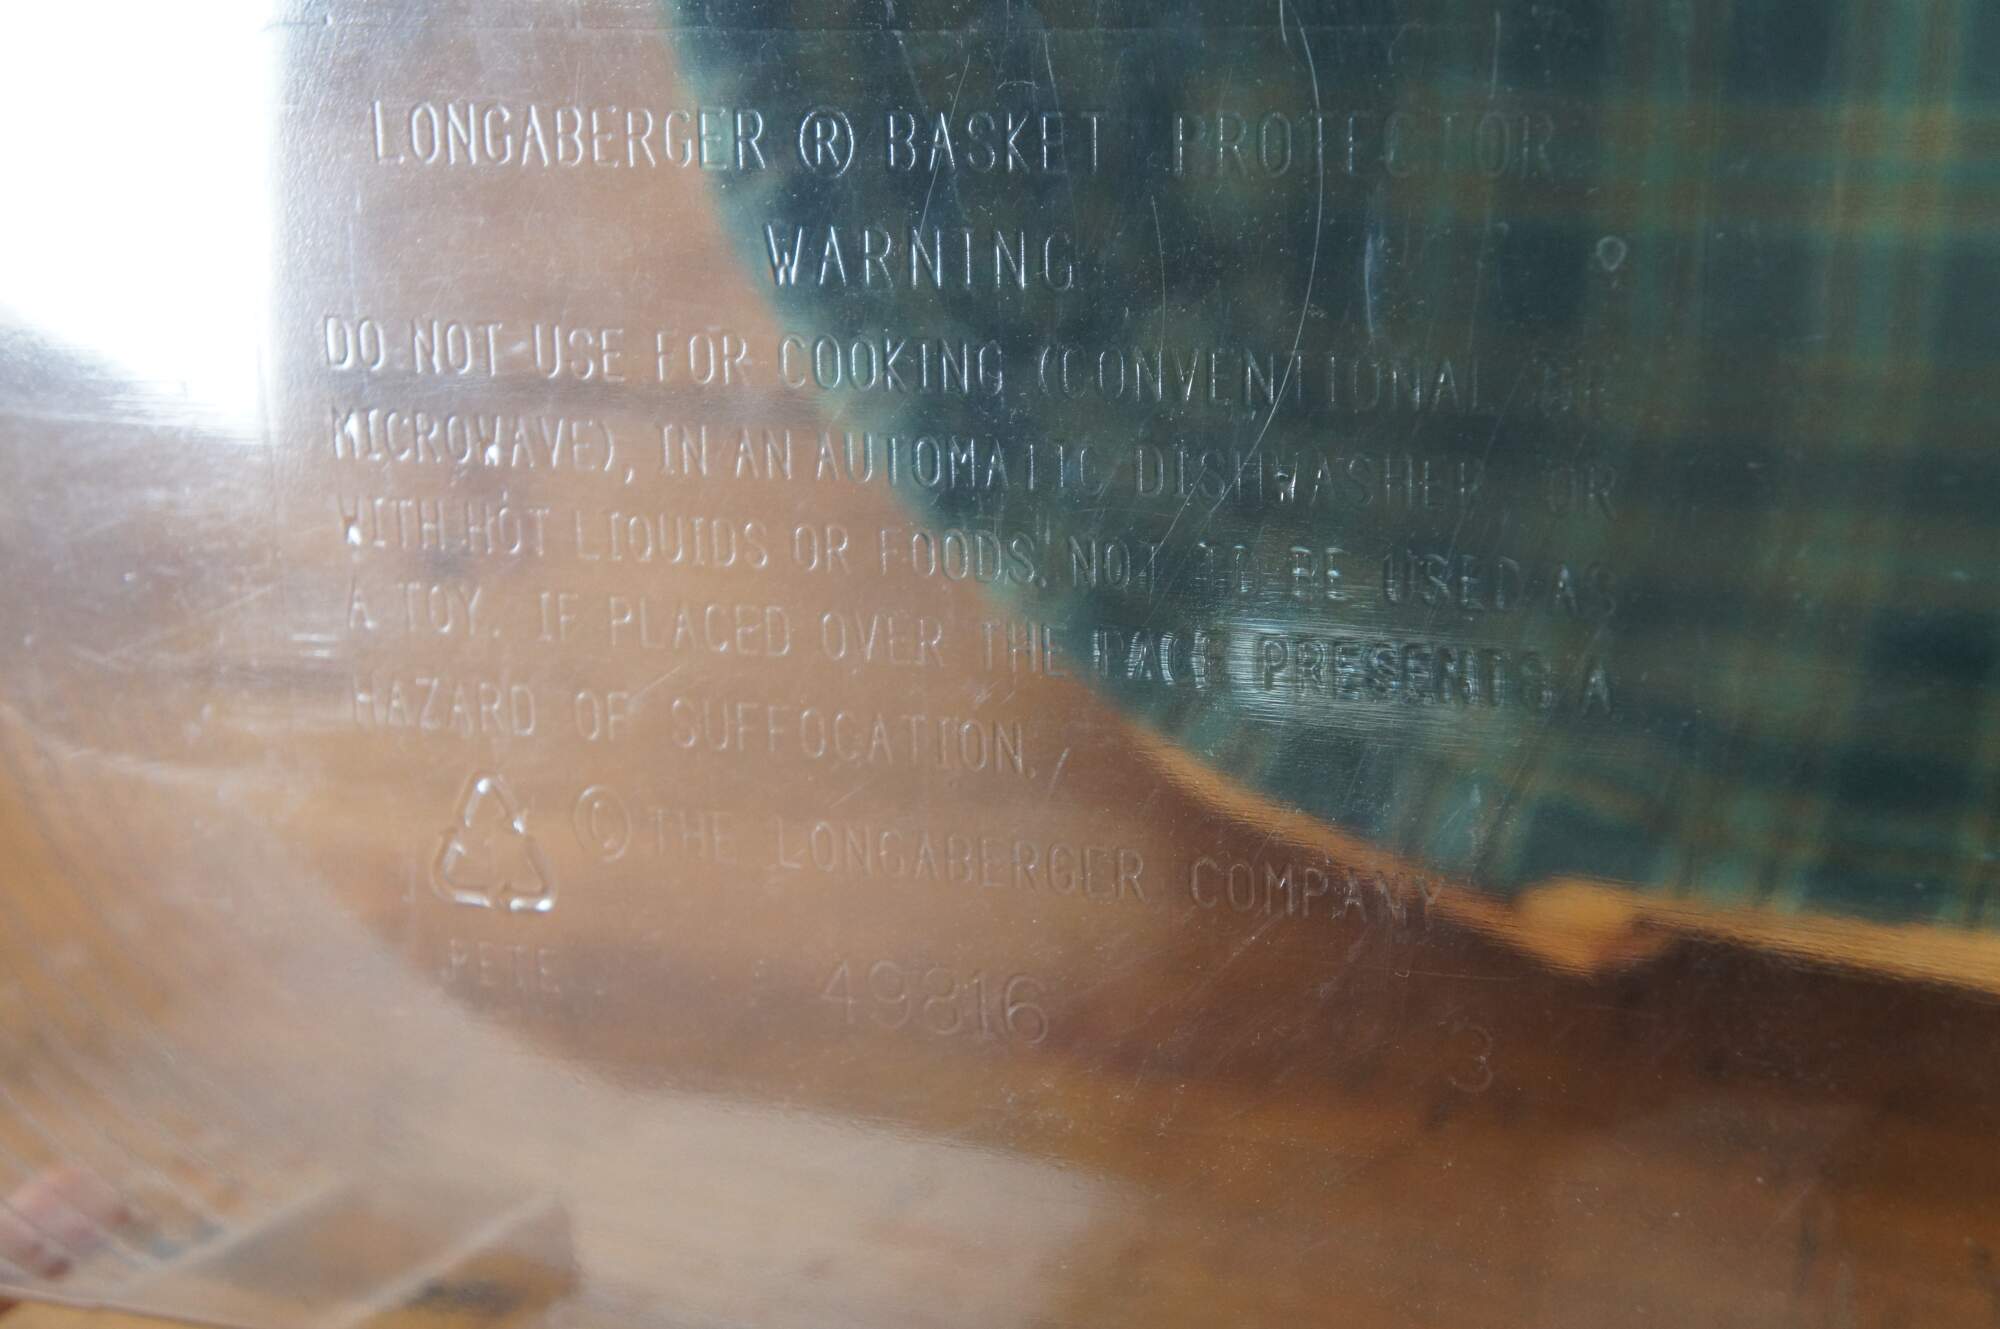 LONGABERGER ® BASKET PROTECTOR
WARNING
DO NOT USE FOR COOKING (CONVENTIONAL OR
MICROWAVE), IN AN AUTOMATIC DISHWASHER OR
WITH HOT LIQUIDS OR FOODS. NOT TO BE USED AS
A TOY. IF PLACED OVER THE FACE PRESENTS A
HAZARD OF SUFFOCATION.
© THE LONGABERGER COMPANY
PETE 49816 3